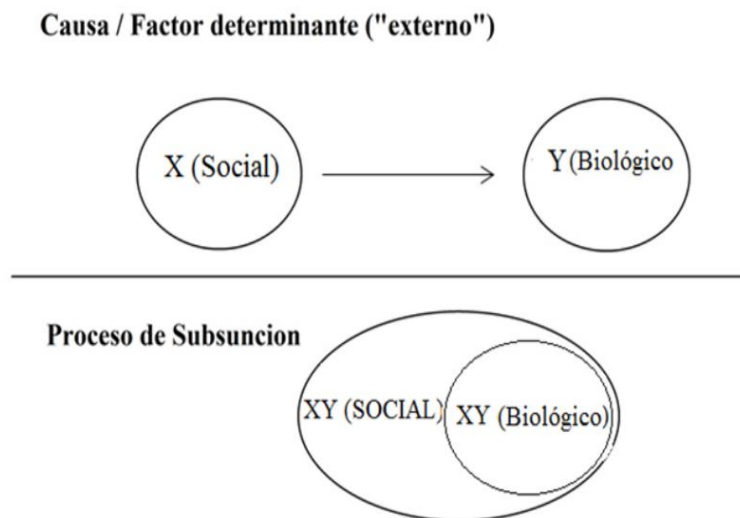 Causa / Factor determinante ("externo")
X (Social)
Y (Biológico
Proceso de Subsuncion
XY (SOCIAL)
XY (Biológico)